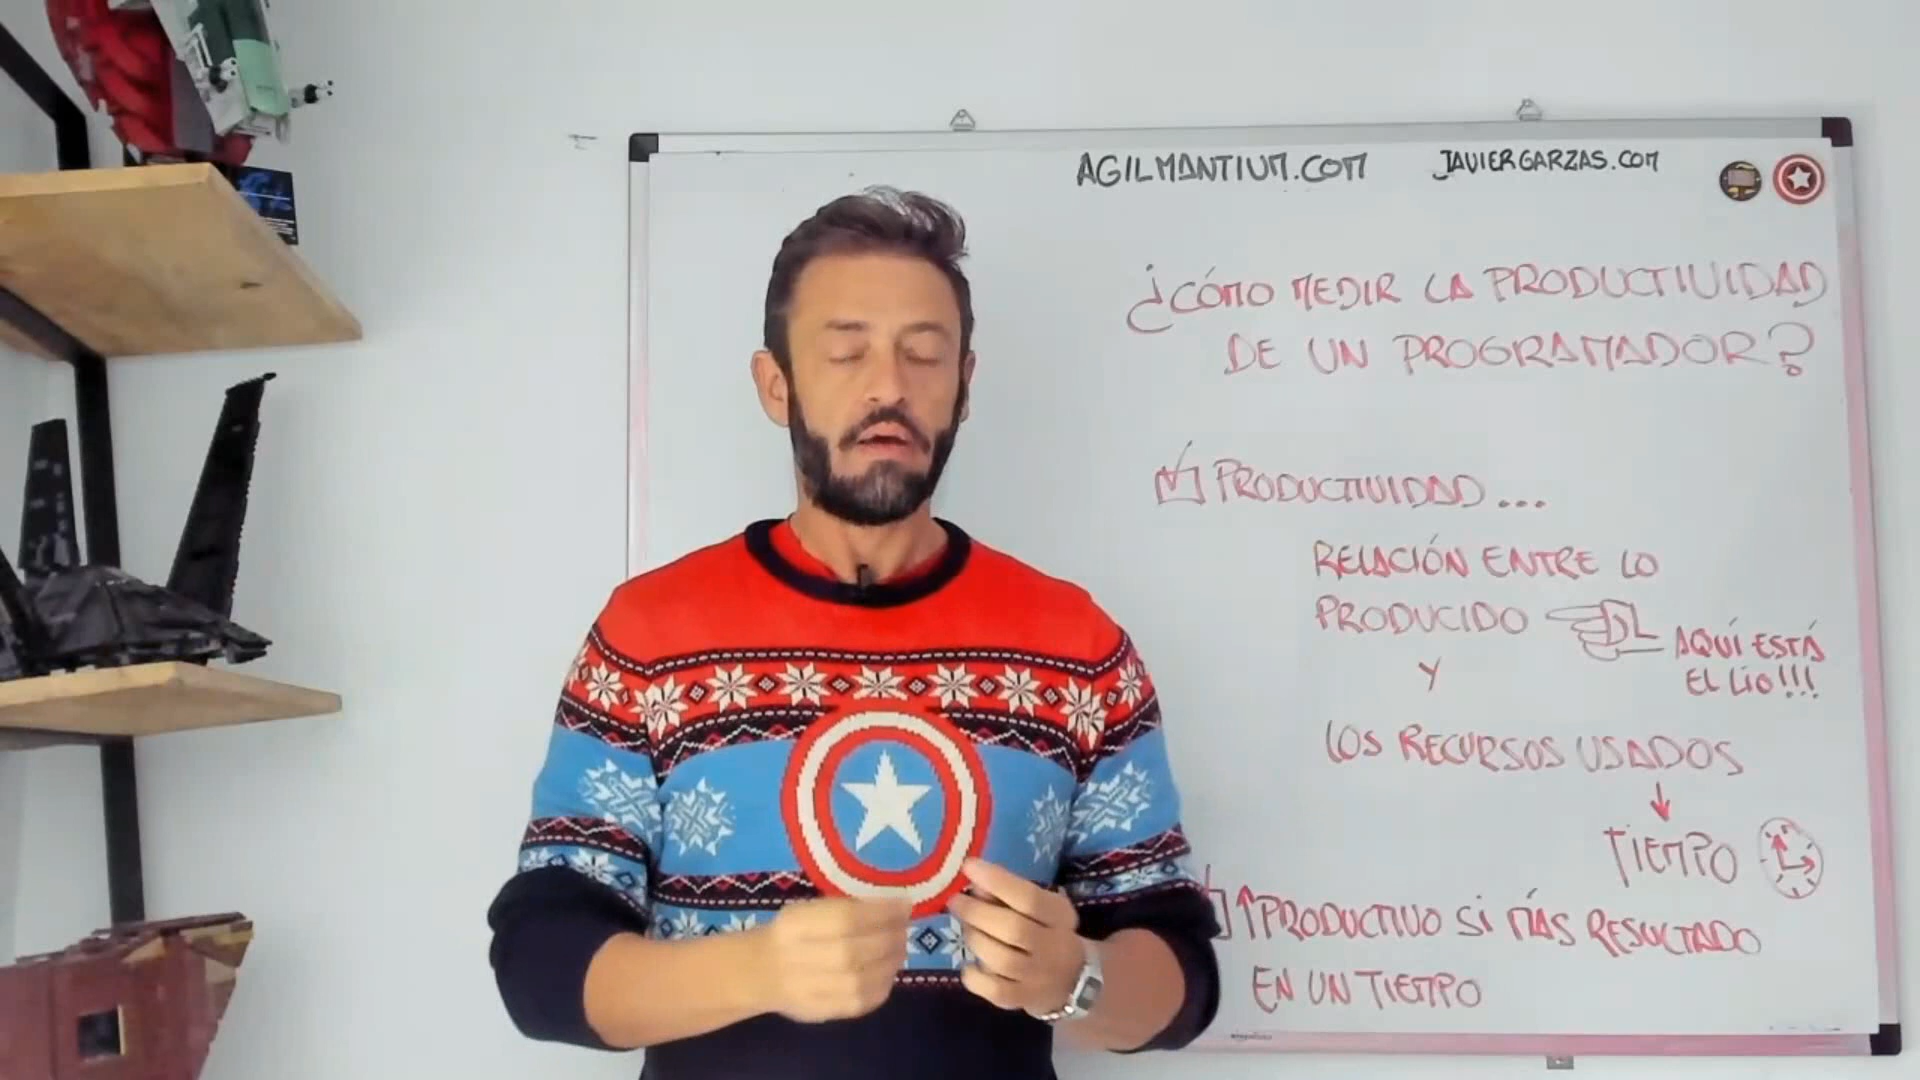 AGILMANTIUM.COM
JAVIERGARZAS.COM
¿CÓMO MEDIR LA PRODUCTIVIDAD
DE UN PROGRAMADOR?
PRODUCTIVIDAD...
RELACIÓN ENTRE LO
PRODUCIDO
AQUÍ ESTÁ
EL LÍO!!!
Y
LOS RECURSOS USADOS
TIEMPO
↑PRODUCTIVO SI MÁS RESULTADO
EN UN TIEMPO